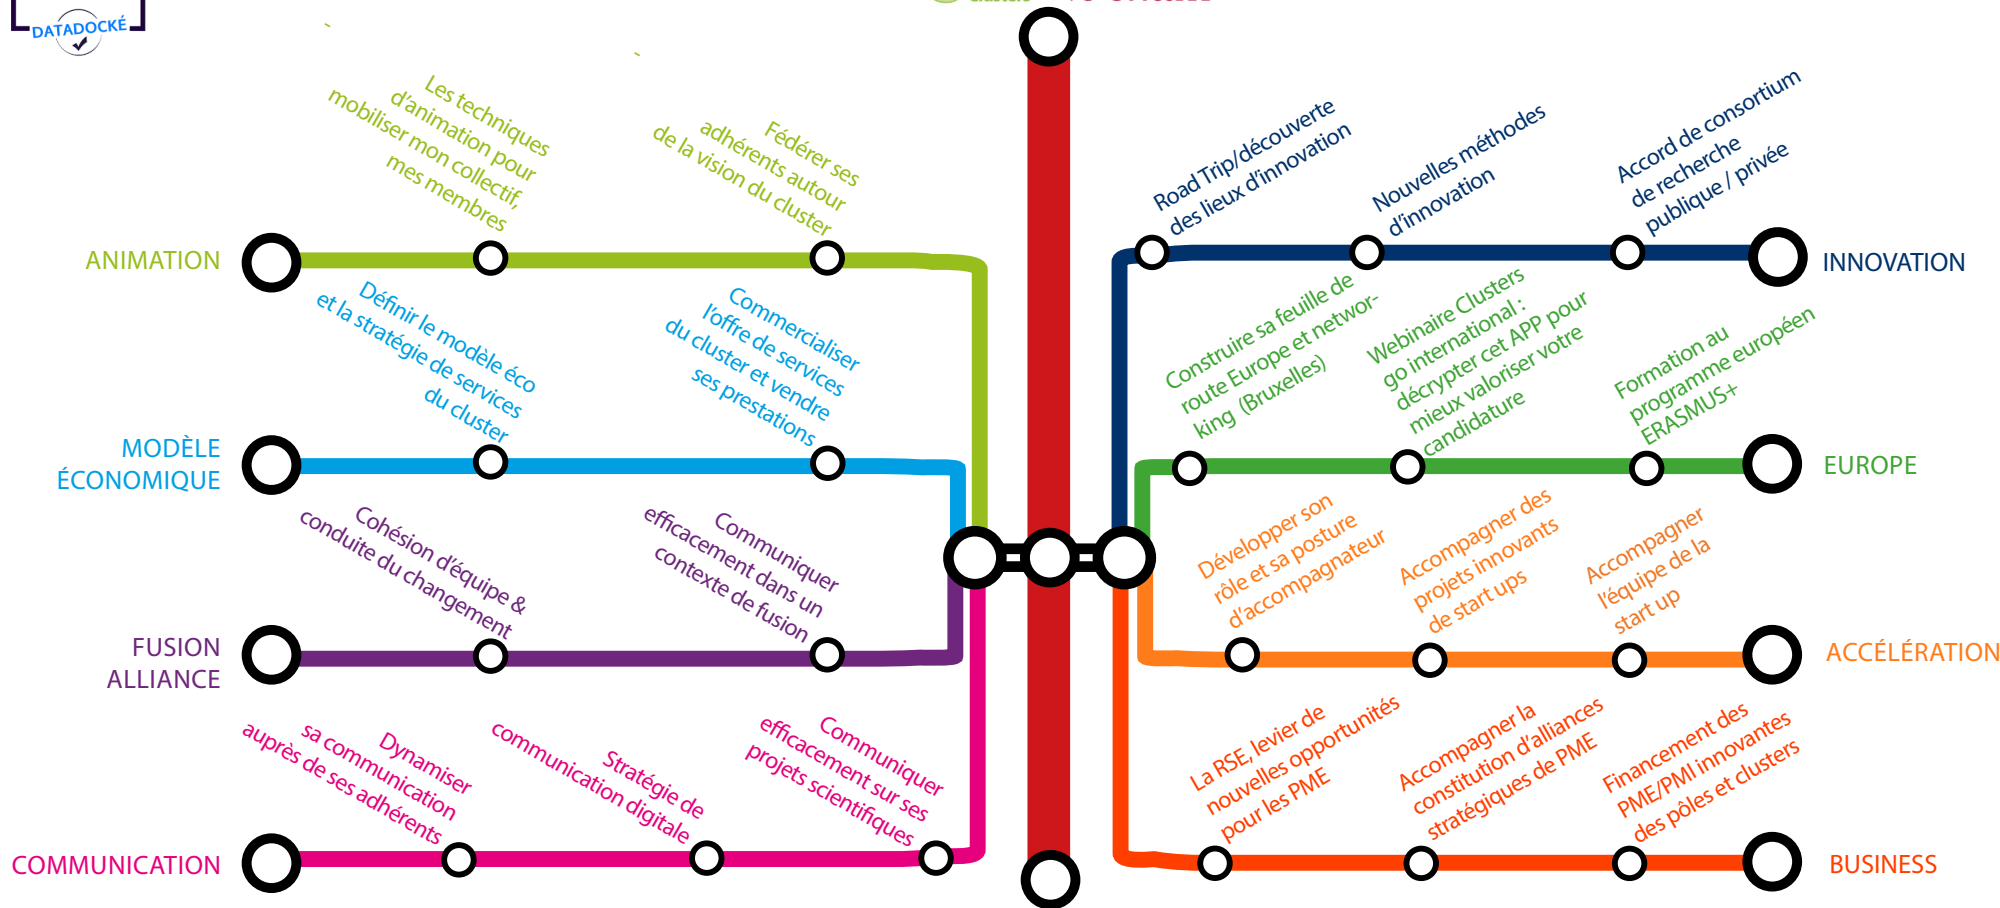 DATADOCKÉ
Les techniques
d'animation pour
mobiliser mon collectif,
mes membres
Fédérer ses
adhérents autour
de la vision du cluster
ANIMATION
Définir le modèle éco
et la stratégie de services
du cluster
Commercialiser
l'offre de services
du cluster et vendre
ses prestations
MODÈLE
ÉCONOMIQUE
Cohésion d'équipe &
conduite du changement
Communiquer
efficacement dans un
contexte de fusion
FUSION
ALLIANCE
Dynamiser
sa communication
auprès de ses adhérents
Stratégie de
communication digitale
Communiquer
efficacement sur ses
projets scientifiques
COMMUNICATION
Road Trip/découverte
des lieux d'innovation
Nouvelles méthodes
d'innovation
Accord de consortium
de recherche
publique / privée
INNOVATION
Construire sa feuille de
route Europe et networ-
king (Bruxelles)
Webinaire Clusters
go international :
décrypter cet APP pour
mieux valoriser votre
candidature
Formation au
programme européen
ERASMUS+
EUROPE
Développer son
rôle et sa posture
d'accompagnateur
Accompagner des
projets innovants
de start ups
Accompagner
l'équipe de la
start up
ACCÉLÉRATION
La RSE, levier de
nouvelles opportunités
pour les PME
Accompagner la
constitution d'alliances
stratégiques de PME
Financement des
PME/PMI innovantes
des pôles et clusters
BUSINESS